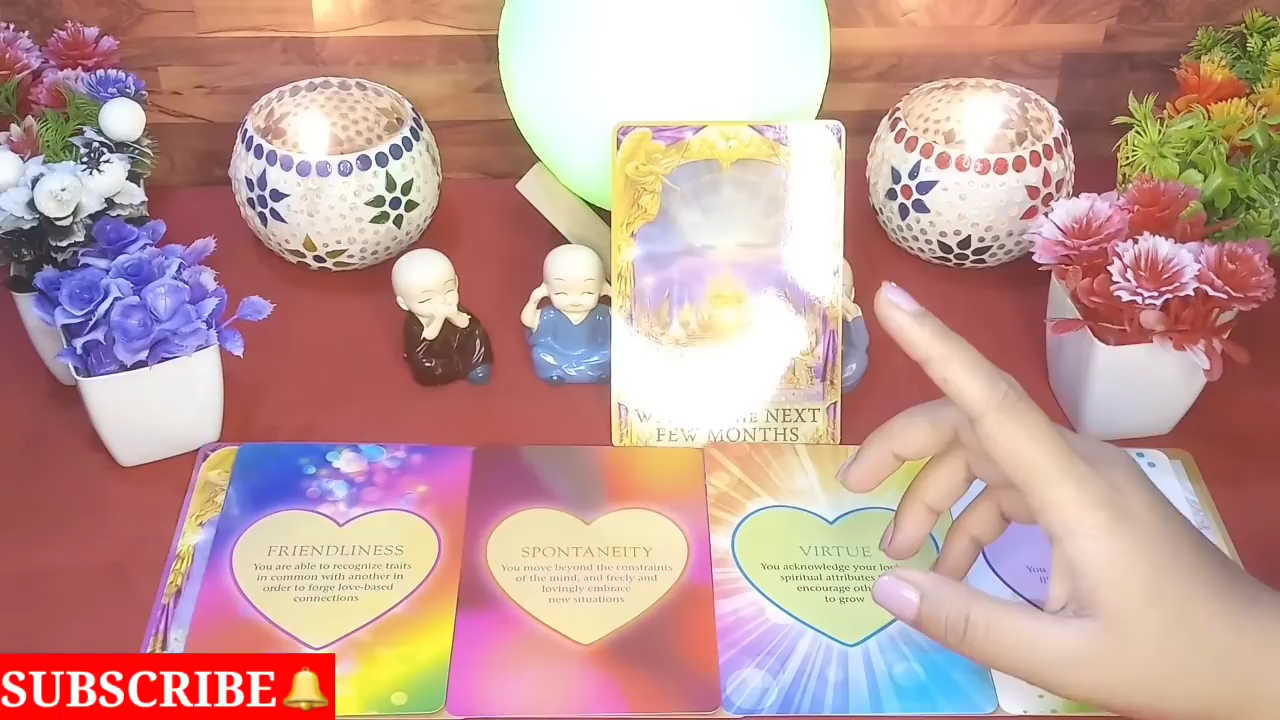 NEXT
FEW MONTHS
FRIENDLINESS
You are able to recognize traits
in common with another in
order to forge love-based
connections
SPONTANEITY
You move beyond the constraints
of the mind, and freely and
lovingly embrace
new situations
VIRTUE
You acknowledge your
spiritual attributes
encourage
to grow
You
SUBSCRIBE